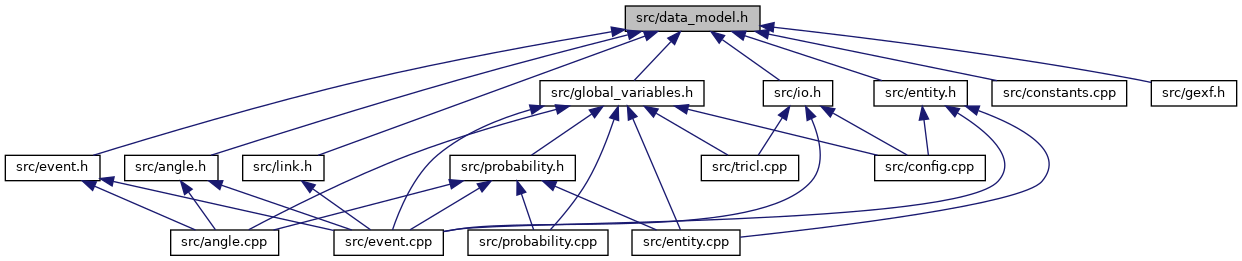 src/data_model.h
src/global_variables.h
src/io.h
src/entity.h
src/constants.cpp
src/gexf.h
src/event.h
src/angle.h
src/link.h
src/probability.h
src/tricl.cpp
src/config.cpp
src/angle.cpp
src/event.cpp
src/probability.cpp
src/entity.cpp